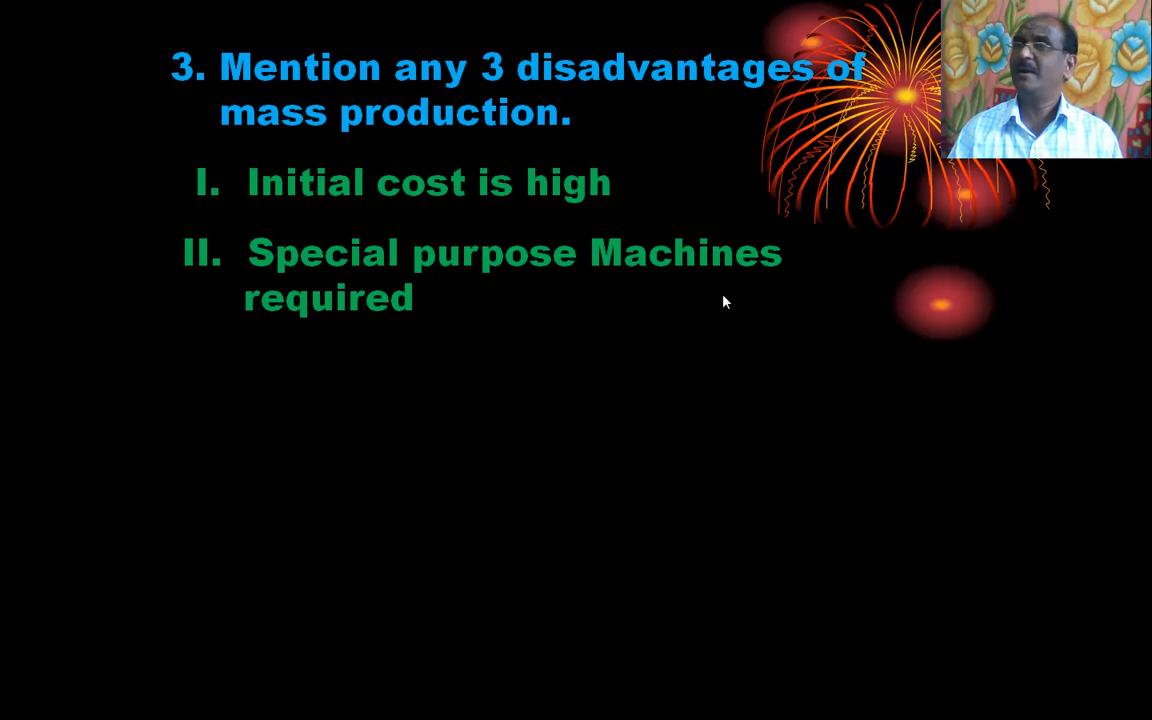 3. Mention any 3 disadvantages of
mass production.
I. Initial cost is high
II. Special purpose Machines
required